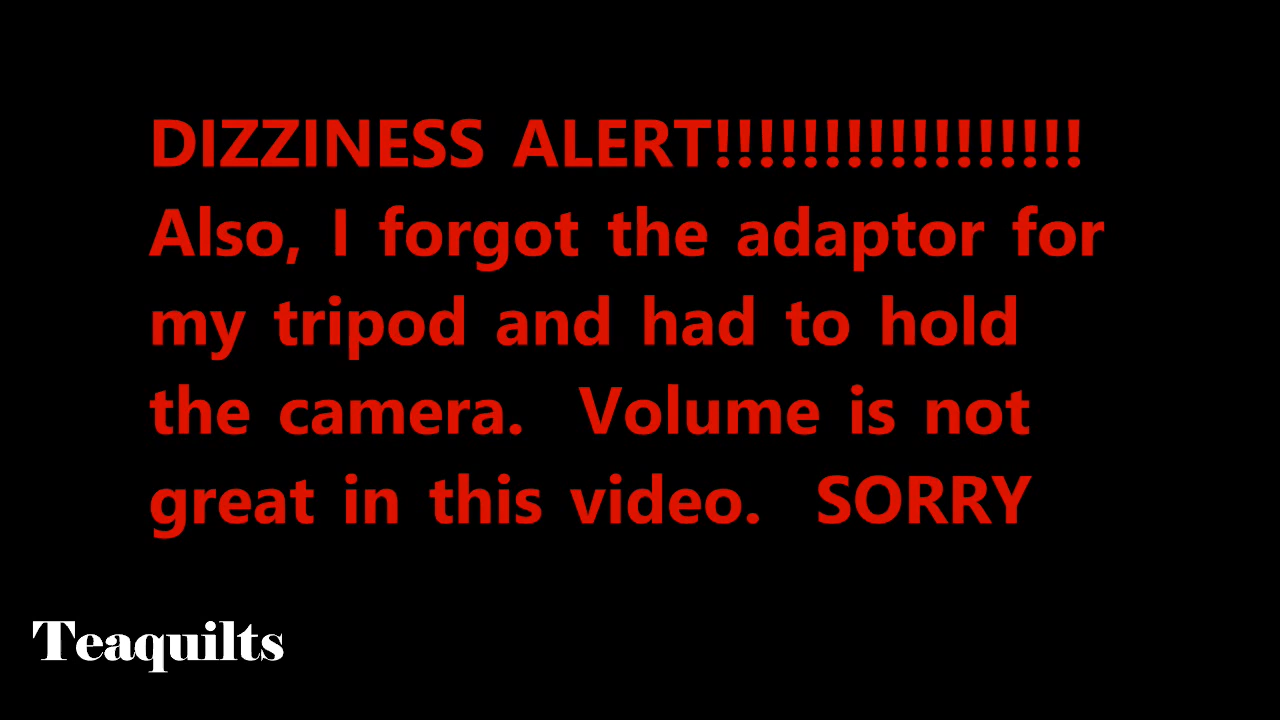 DIZZINESS ALERT!!!!!!!!!!!!!!!!!
Also, I forgot the adaptor for
my tripod and had to hold
the camera.  Volume is not
great in this video.  SORRY
Teaquilts